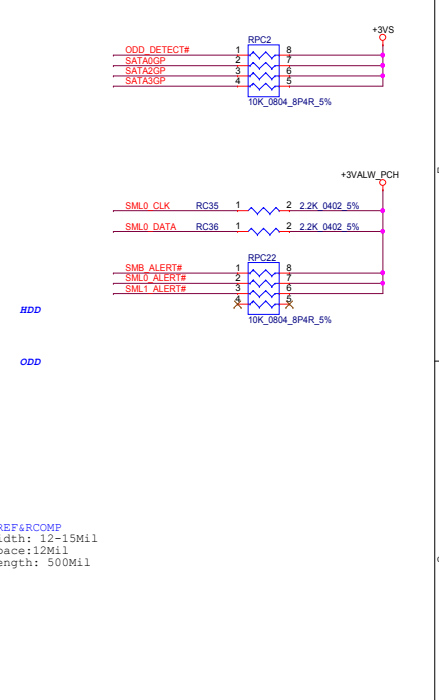 +3VS
RPC2
ODD_DETECT# 1 8
SATA0GP 2 7
SATA2GP 3 6
SATA3GP 4 5
10K_0804_8P4R_5%
+3VALW_PCH
SML0_CLK RC35 1 2 2.2K_0402_5%
SML0_DATA RC36 1 2 2.2K_0402_5%
RPC22
SMB_ALERT# 1 8
SML0_ALERT# 2 7
SML1_ALERT# 3 6
4 5
10K_0804_8P4R_5%
HDD
ODD
REF&RCOMP
idth: 12-15Mil
pace:12Mil
ength: 500Mil